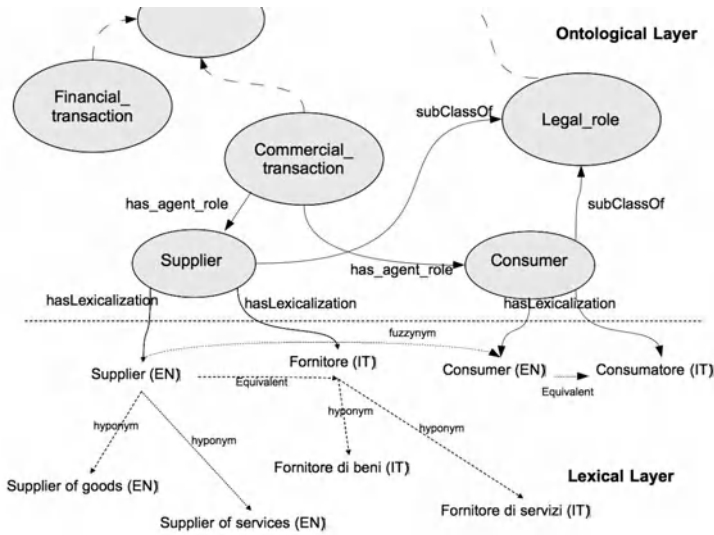 Ontological Layer
Financial_
transaction
subClassOf
Legal_role
Commercial_
transaction
has_agent_role
subClassOf
Supplier
has_agent_role
Consumer
hasLexicalization
hasLexicalization
hasLexicalization
fuzzynym
Supplier (EN)
Fornitore (IT)
Consumer (EN)
Consumatore (IT)
Equivalent
Equivalent
hyponym
hyponym
hyponym
hyponym
Supplier of goods (EN)
Fornitore di beni (IT)
Lexical Layer
Supplier of services (EN)
Fornitore di servizi (IT)